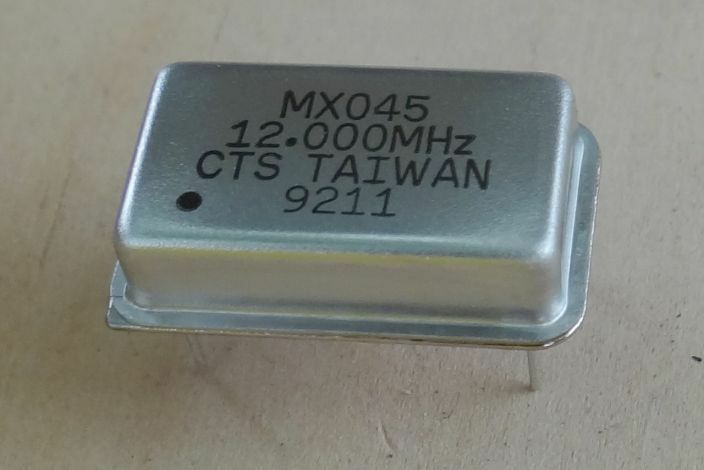 MX045
12.000MHz
CTS TAIWAN
9211